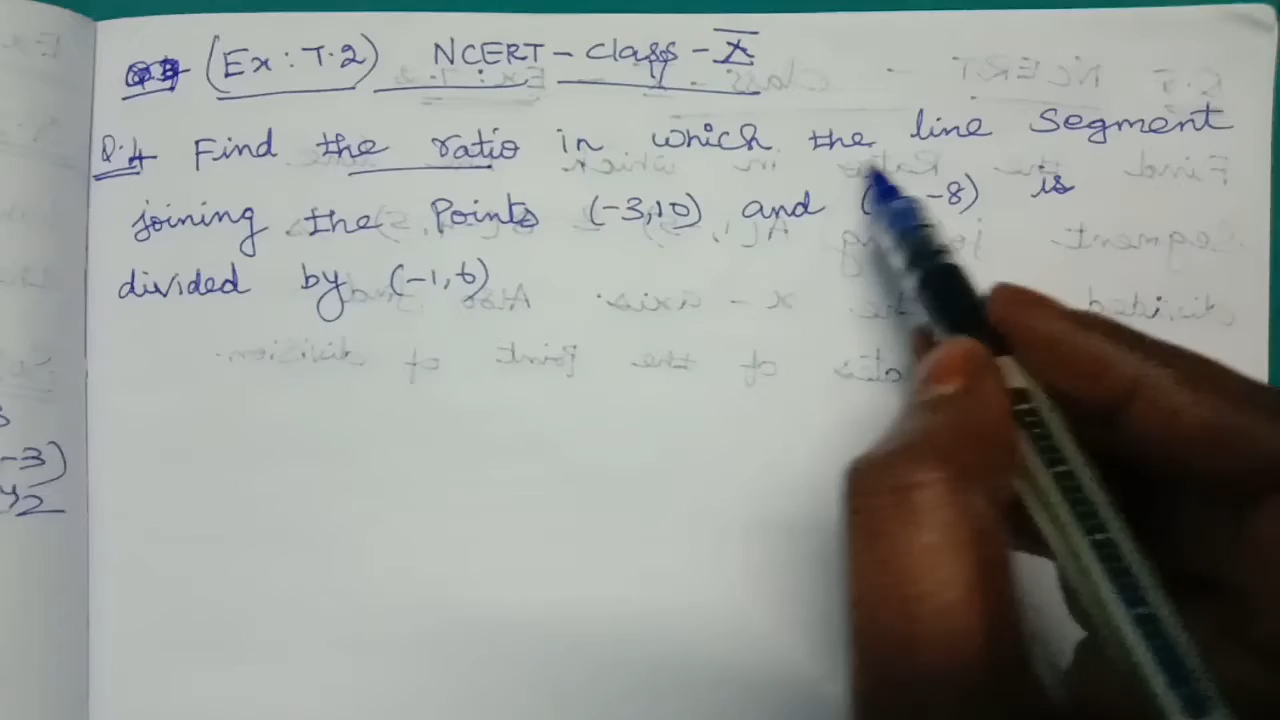 (Ex: 7.2) NCERT - Class - X
Q.4 Find the ratio in which the line Segment
joining the Points (-3,10) and ( -8) is
divided by (-1,6)
-3)